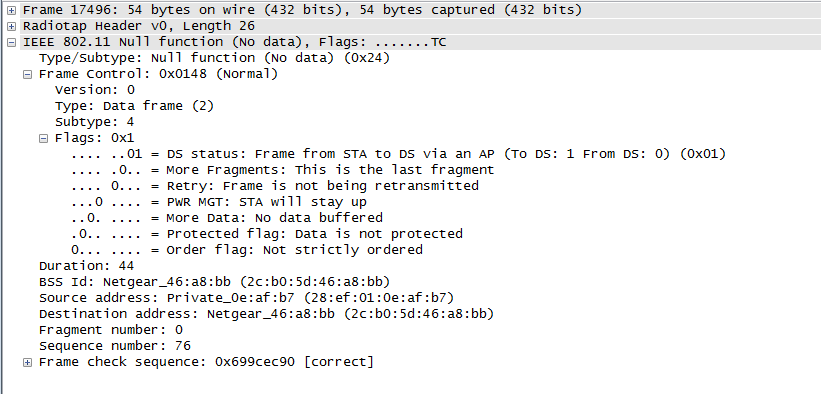 Frame 17496: 54 bytes on wire (432 bits), 54 bytes captured (432 bits)
Radiotap Header v0, Length 26
IEEE 802.11 Null function (No data), Flags: .......TC
Type/Subtype: Null function (No data) (0x24)
Frame Control: 0x0148 (Normal)
Version: 0
Type: Data frame (2)
Subtype: 4
Flags: 0x1
.... ..01 = DS status: Frame from STA to DS via an AP (To DS: 1 From DS: 0) (0x01)
.... .0.. = More Fragments: This is the last fragment
.... 0... = Retry: Frame is not being retransmitted
...0 .... = PWR MGT: STA will stay up
..0. .... = More Data: No data buffered
.0.. .... = Protected flag: Data is not protected
0... .... = Order flag: Not strictly ordered
Duration: 44
BSS Id: Netgear_46:a8:bb (2c:b0:5d:46:a8:bb)
Source address: Private_0e:af:b7 (28:ef:01:0e:af:b7)
Destination address: Netgear_46:a8:bb (2c:b0:5d:46:a8:bb)
Fragment number: 0
Sequence number: 76
Frame check sequence: 0x699cec90 [correct]